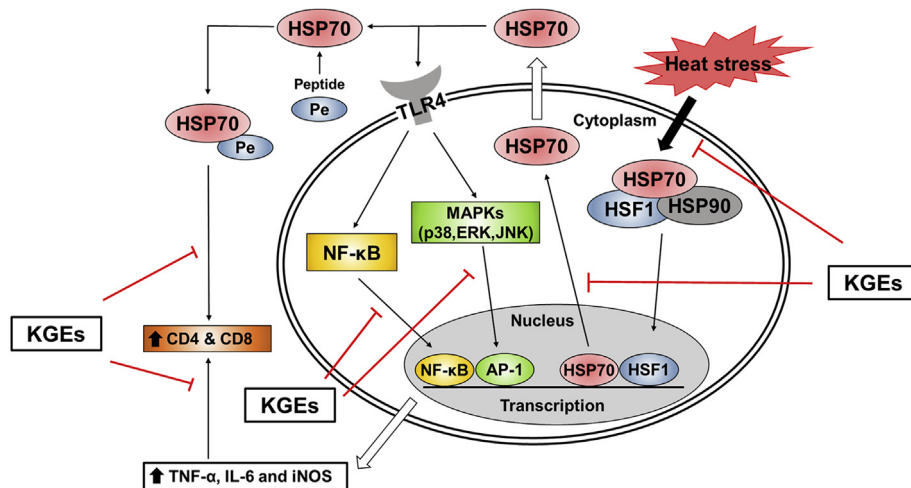 HSP70
HSP70
Heat stress
Peptide
Pe
TLR4
Cytoplasm
HSP70
Pe
HSP70
HSP70
HSF1
HSP90
MAPKs
(p38,ERK,JNK)
NF-κB
KGEs
KGEs
Nucleus
CD4 & CD8
NF-κB
AP-1
HSP70
HSF1
KGEs
Transcription
TNF-α, IL-6 and iNOS